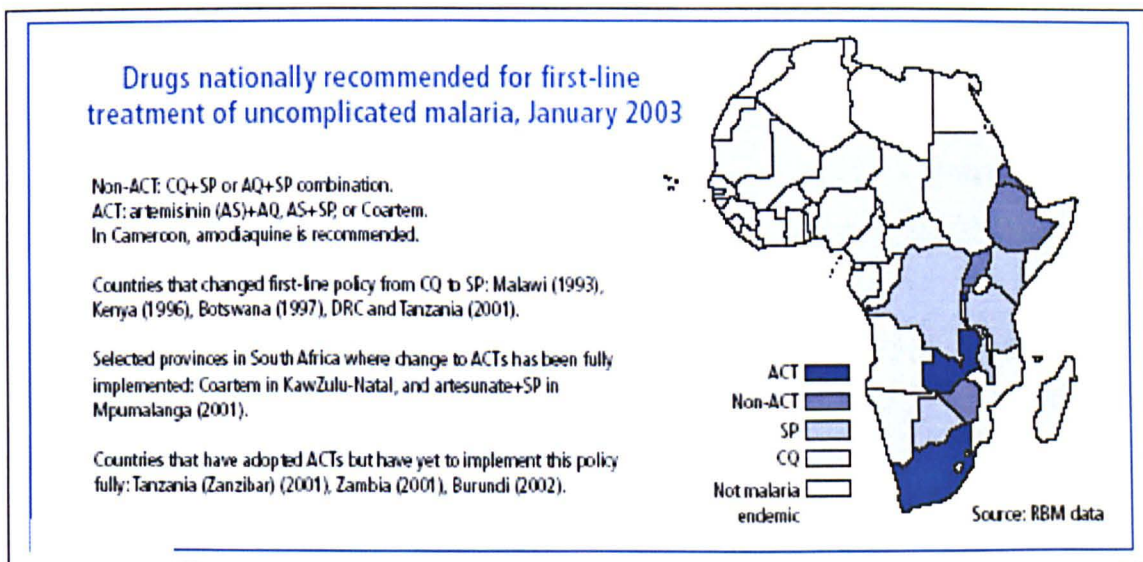 Drugs nationally recommended for first-line
treatment of uncomplicated malaria, January 2003
Non-ACT: CQ+SP or AQ+SP combination.
ACT: artemisinin (AS)+AQ, AS+SP, or Coartem.
In Cameroon, amodiaquine is recommended.
Countries that changed first-line policy from CQ to SP: Malawi (1993),
Kenya (1996), Botswana (1997), DRC and Tanzania (2001).
Selected provinces in South Africa where change to ACTs has been fully
implemented: Coartem in KawZulu-Natal, and artesunate+SP in
Mpumalanga (2001).
Countries that have adopted ACTs but have yet to implement this policy
fully: Tanzania (Zanzibar) (2001), Zambia (2001), Burundi (2002).
ACT
Non-ACT
SP
CQ
Not malaria
endemic
Source: RBM data